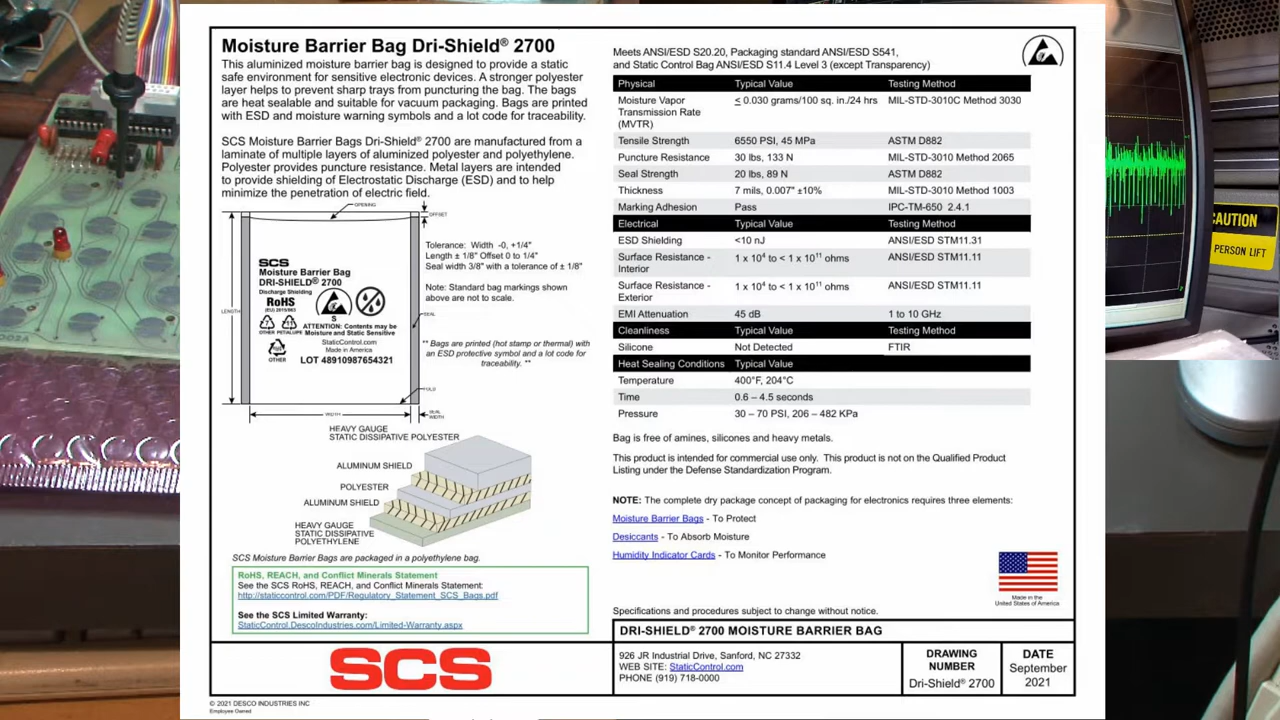 Moisture Barrier Bag Dri-Shield® 2700
This aluminized moisture barrier bag is designed to provide a static
safe environment for sensitive electronic devices. A stronger polyester
layer helps to prevent sharp trays from puncturing the bag. The bags
are heat sealable and suitable for vacuum packaging. Bags are printed
with ESD and moisture warning symbols and a lot code for traceability.
SCS Moisture Barrier Bags Dri-Shield® 2700 are manufactured from a
laminate of multiple layers of aluminized polyester and polyethylene.
Polyester provides puncture resistance. Metal layers are intended
to provide shielding of Electrostatic Discharge (ESD) and to help
minimize the penetration of electric field.
OPENING
OFFSET
Tolerance: Width -0, +1/4"
Length ± 1/8" Offset 0 to 1/4"
Seal width 3/8" with a tolerance of ± 1/8"
Note: Standard bag markings shown
above are not to scale.
SCS
Moisture Barrier Bag
DRI-SHIELD® 2700
Discharge Shielding
RoHS
S
OTHER
ATTENTION: Contents may be
Moisture and Static Sensitive
StaticControl.com
Made in America
OTHER
LOT 48910987654321
LENGTH
SEAL
** Bags are printed (hot stamp or thermal) with
an ESD protective symbol and a lot code for
traceability. **
FOLD
WIDTH
SEAL
WIDTH
HEAVY GAUGE
STATIC DISSIPATIVE POLYESTER
ALUMINUM SHIELD
POLYESTER
ALUMINUM SHIELD
HEAVY GAUGE
STATIC DISSIPATIVE
POLYETHYLENE
SCS Moisture Barrier Bags are packaged in a polyethylene bag.
RoHS, REACH, and Conflict Minerals Statement
See the SCS RoHS, REACH, and Conflict Minerals Statement:
http://staticcontrol.com/PDF/Regulatory_Statement_SCS_Bags.pdf
See the SCS Limited Warranty:
StaticControl.DescoIndustries.com/Limited-Warranty.aspx
Meets ANSI/ESD S20.20, Packaging standard ANSI/ESD S541,
and Static Control Bag ANSI/ESD S11.4 Level 3 (except Transparency)
Physical Typical Value Testing Method
Moisture Vapor ≤ 0.030 grams/100 sq. in./24 hrs MIL-STD-3010C Method 3030
Transmission Rate
(MVTR)
Tensile Strength 6550 PSI, 45 MPa ASTM D882
Puncture Resistance 30 lbs, 133 N MIL-STD-3010 Method 2065
Seal Strength 20 lbs, 89 N ASTM D882
Thickness 7 mils, 0.007" ±10% MIL-STD-3010 Method 1003
Marking Adhesion Pass IPC-TM-650 2.4.1
Electrical Typical Value Testing Method
ESD Shielding <10 nJ ANSI/ESD STM11.31
Surface Resistance - 1 x 10⁴ to < 1 x 10¹¹ ohms ANSI/ESD STM11.11
Interior
Surface Resistance - 1 x 10⁴ to < 1 x 10¹¹ ohms ANSI/ESD STM11.11
Exterior
EMI Attenuation 45 dB 1 to 10 GHz
Cleanliness Typical Value Testing Method
Silicone Not Detected FTIR
Heat Sealing Conditions Typical Value
Temperature 400°F, 204°C
Time 0.6 – 4.5 seconds
Pressure 30 – 70 PSI, 206 – 482 KPa
Bag is free of amines, silicones and heavy metals.
This product is intended for commercial use only. This product is not on the Qualified Product
Listing under the Defense Standardization Program.
NOTE: The complete dry package concept of packaging for electronics requires three elements:
Moisture Barrier Bags - To Protect
Desiccants - To Absorb Moisture
Humidity Indicator Cards - To Monitor Performance
Made in the
United States of America
Specifications and procedures subject to change without notice.
DRI-SHIELD® 2700 MOISTURE BARRIER BAG
SCS
926 JR Industrial Drive, Sanford, NC 27332
WEB SITE: StaticControl.com
PHONE (919) 718-0000
DRAWING
NUMBER
Dri-Shield® 2700
DATE
September
2021
© 2021 DESCO INDUSTRIES INC
Employee Owned
CAUTION
PERSON LIFT